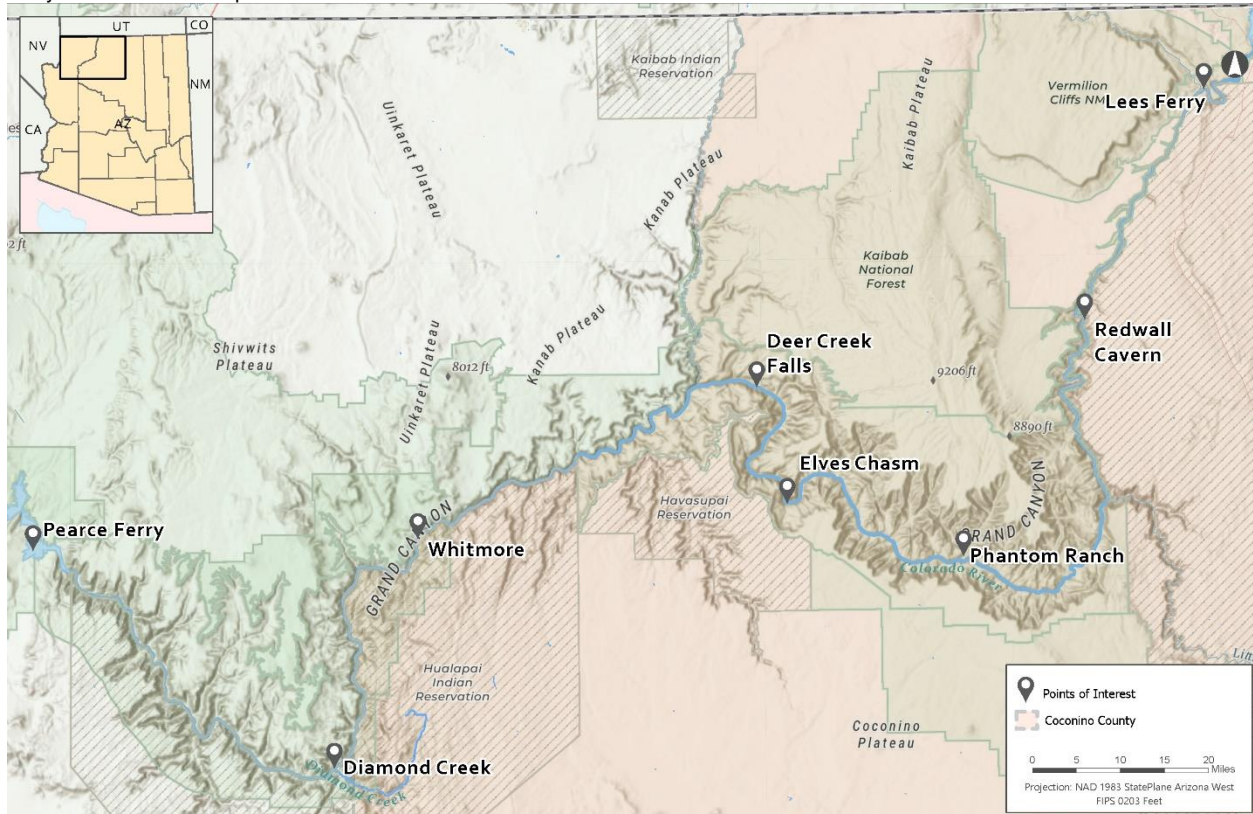 UT
CO
NV
NM
CA
AZ
Kaibab Indian
Reservation
Vermilion
Cliffs NM
Lees Ferry
Uinkaret Plateau
Kanab Plateau
Kaibab Plateau
Kaibab
National
Forest
Redwall
Cavern
Shivwits
Plateau
Uinkaret Plateau
8012 ft
Kanab Plateau
Deer Creek
Falls
9206 ft
8890 ft
Elves Chasm
Havasupai
Reservation
GRAND CANYON
Phantom Ranch
Colorado River
Pearce Ferry
Whitmore
GRAND CANYON
Hualapai
Indian
Reservation
Diamond Creek
Diamond Creek
Coconino
Plateau
Points of Interest
Coconino County
0 5 10 15 20
Miles
Projection: NAD 1983 StatePlane Arizona West
FIPS 0203 Feet